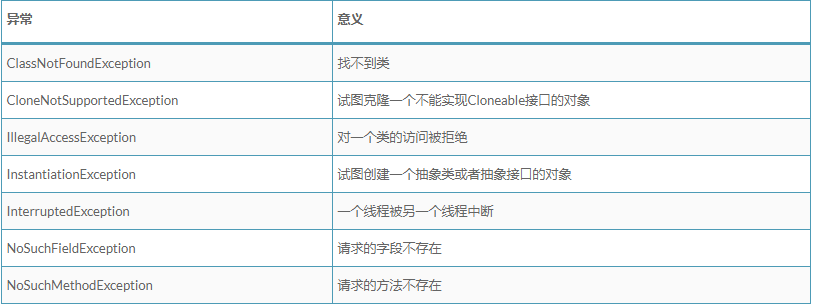 异常 意义
ClassNotFoundException 找不到类
CloneNotSupportedException 试图克隆一个不能实现Cloneable接口的对象
IllegalAccessException 对一个类的访问被拒绝
InstantiationException 试图创建一个抽象类或者抽象接口的对象
InterruptedException 一个线程被另一个线程中断
NoSuchFieldException 请求的字段不存在
NoSuchMethodException 请求的方法不存在